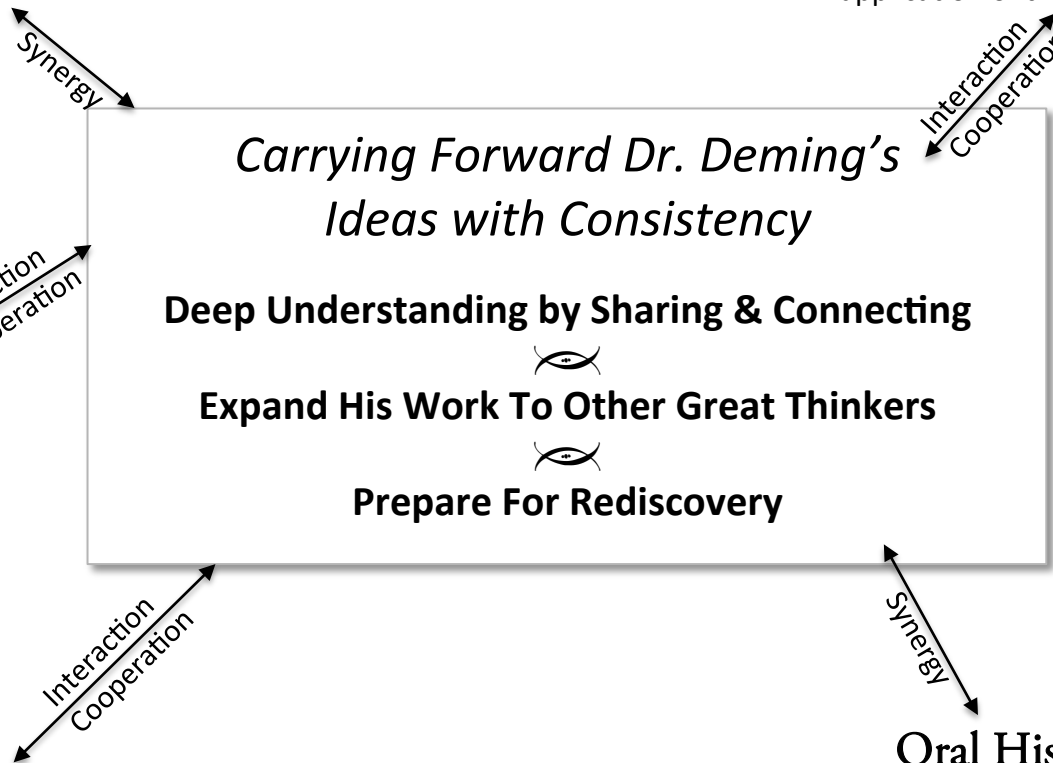 Synergy
Interaction
Cooperation
Carrying Forward Dr. Deming’s
Ideas with Consistency
Deep Understanding by Sharing & Connecting
Expand His Work To Other Great Thinkers
Prepare For Rediscovery
Interaction
Cooperation
Synergy
Oral